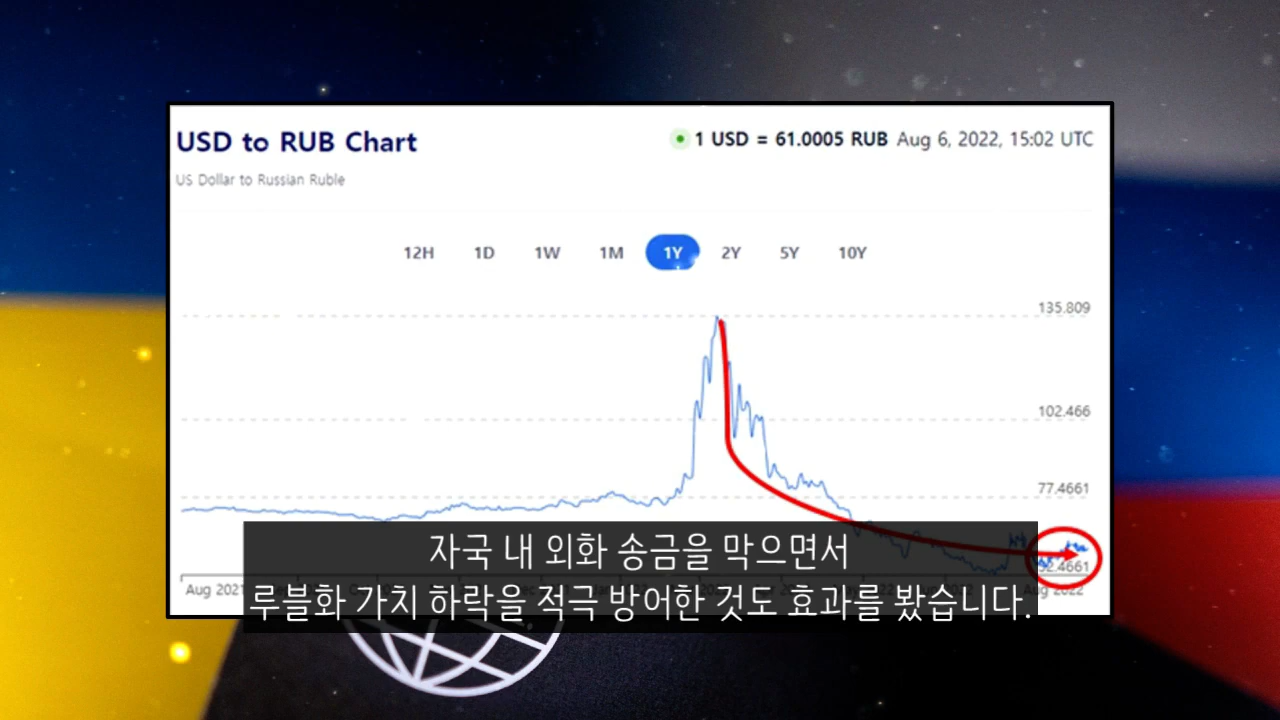 USD to RUB Chart
1 USD = 61.0005 RUB Aug 6, 2022, 15:02 UTC
US Dollar to Russian Ruble
12H 1D 1W 1M 1Y 2Y 5Y 10Y
135.809
102.466
77.4661
52.4661
Aug 2021
Aug 2022
자국 내 외화 송금을 막으면서
루블화 가치 하락을 적극 방어한 것도 효과를 봤습니다.